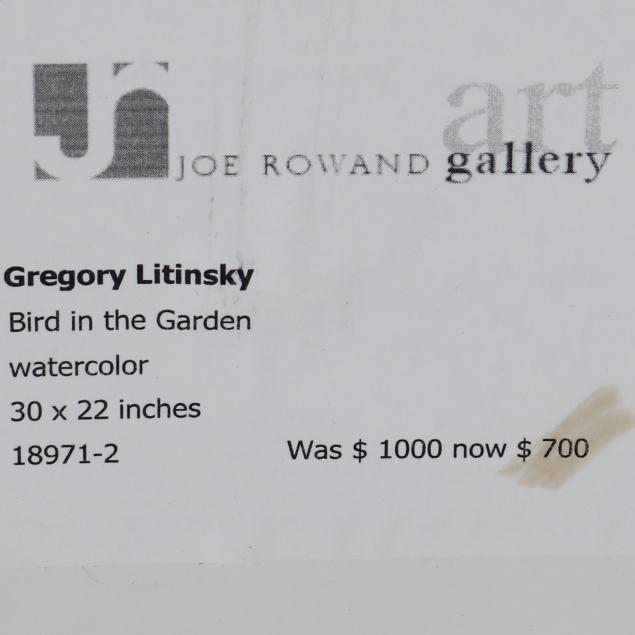 JR
JOE ROWAND art gallery
Gregory Litinsky
Bird in the Garden
watercolor
30 x 22 inches
18971-2 Was $ 1000 now $ 700